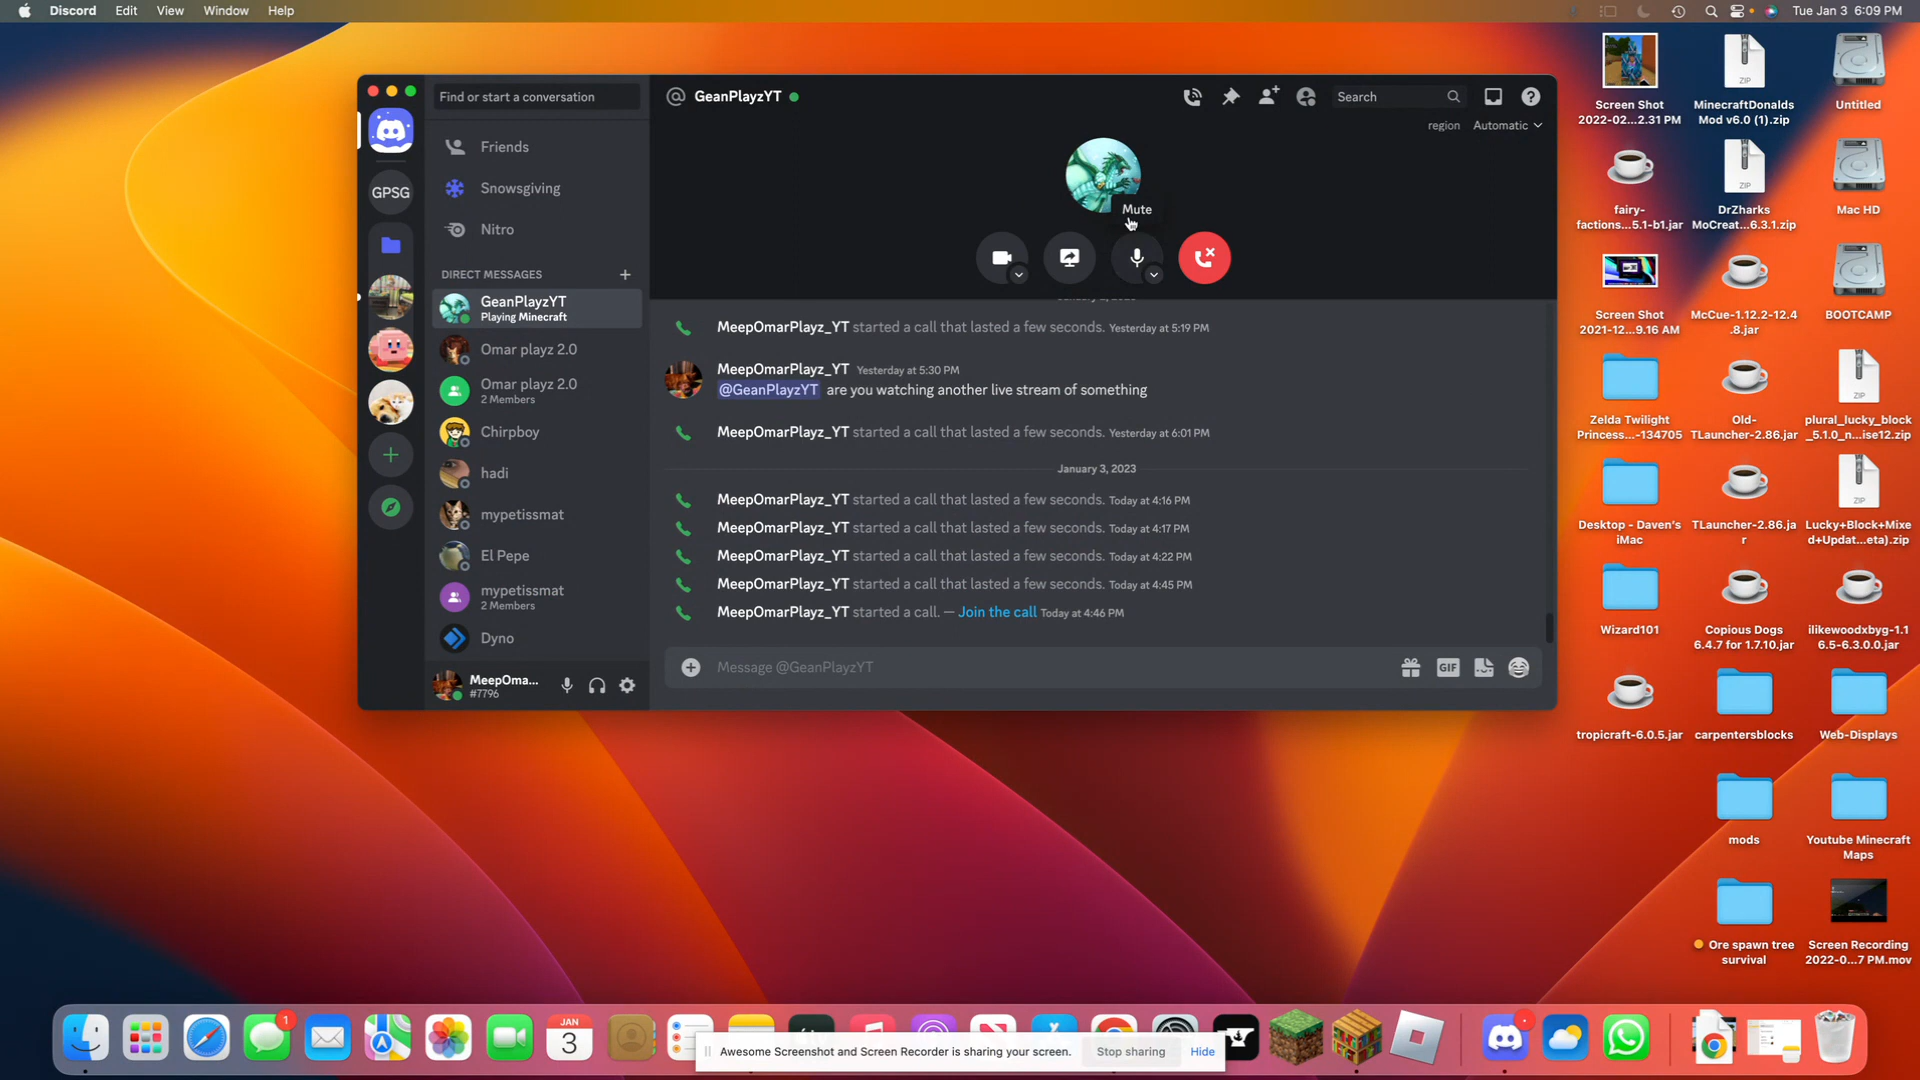 Discord Edit View Window Help
Tue Jan 3 6:09 PM
Find or start a conversation
GeanPlayzYT
Search
region Automatic
GPSG
Friends
Snowsgiving
Nitro
DIRECT MESSAGES
GeanPlayzYT
Playing Minecraft
Omar playz 2.0
Omar playz 2.0
2 Members
Chirpboy
hadi
mypetissmat
El Pepe
mypetissmat
2 Members
Dyno
MeepOma...
#7796
Mute
MeepOmarPlayz_YT started a call that lasted a few seconds. Yesterday at 5:19 PM
MeepOmarPlayz_YT Yesterday at 5:30 PM
@GeanPlayzYT are you watching another live stream of something
MeepOmarPlayz_YT started a call that lasted a few seconds. Yesterday at 6:01 PM
January 3, 2023
MeepOmarPlayz_YT started a call that lasted a few seconds. Today at 4:16 PM
MeepOmarPlayz_YT started a call that lasted a few seconds. Today at 4:17 PM
MeepOmarPlayz_YT started a call that lasted a few seconds. Today at 4:22 PM
MeepOmarPlayz_YT started a call that lasted a few seconds. Today at 4:45 PM
MeepOmarPlayz_YT started a call. — Join the call Today at 4:46 PM
Message @GeanPlayzYT
GIF
Screen Shot
2022-02...2.31 PM
ZIP
MinecraftDonalds
Mod v6.0 (1).zip
Untitled
fairy-
factions...5.1-b1.jar
ZIP
DrZharks
MoCreat...6.3.1.zip
Mac HD
Screen Shot
2021-12...9.16 AM
McCue-1.12.2-12.4
.8.jar
BOOTCAMP
Zelda Twilight
Princess...-134705
Old-
TLauncher-2.86.jar
ZIP
plural_lucky_block
_5.1.0_n...ise12.zip
Desktop - Daven's
iMac
TLauncher-2.86.ja
r
ZIP
Lucky+Block+Mixe
d+Updat...eta).zip
Wizard101
Copious Dogs
6.4.7 for 1.7.10.jar
ilikewoodxbyg-1.1
6.5-6.3.0.0.jar
tropicraft-6.0.5.jar
carpentersblocks
Web-Displays
mods
Youtube Minecraft
Maps
Ore spawn tree
survival
Screen Recording
2022-0...7 PM.mov
1
JAN
3
Awesome Screenshot and Screen Recorder is sharing your screen. Stop sharing Hide